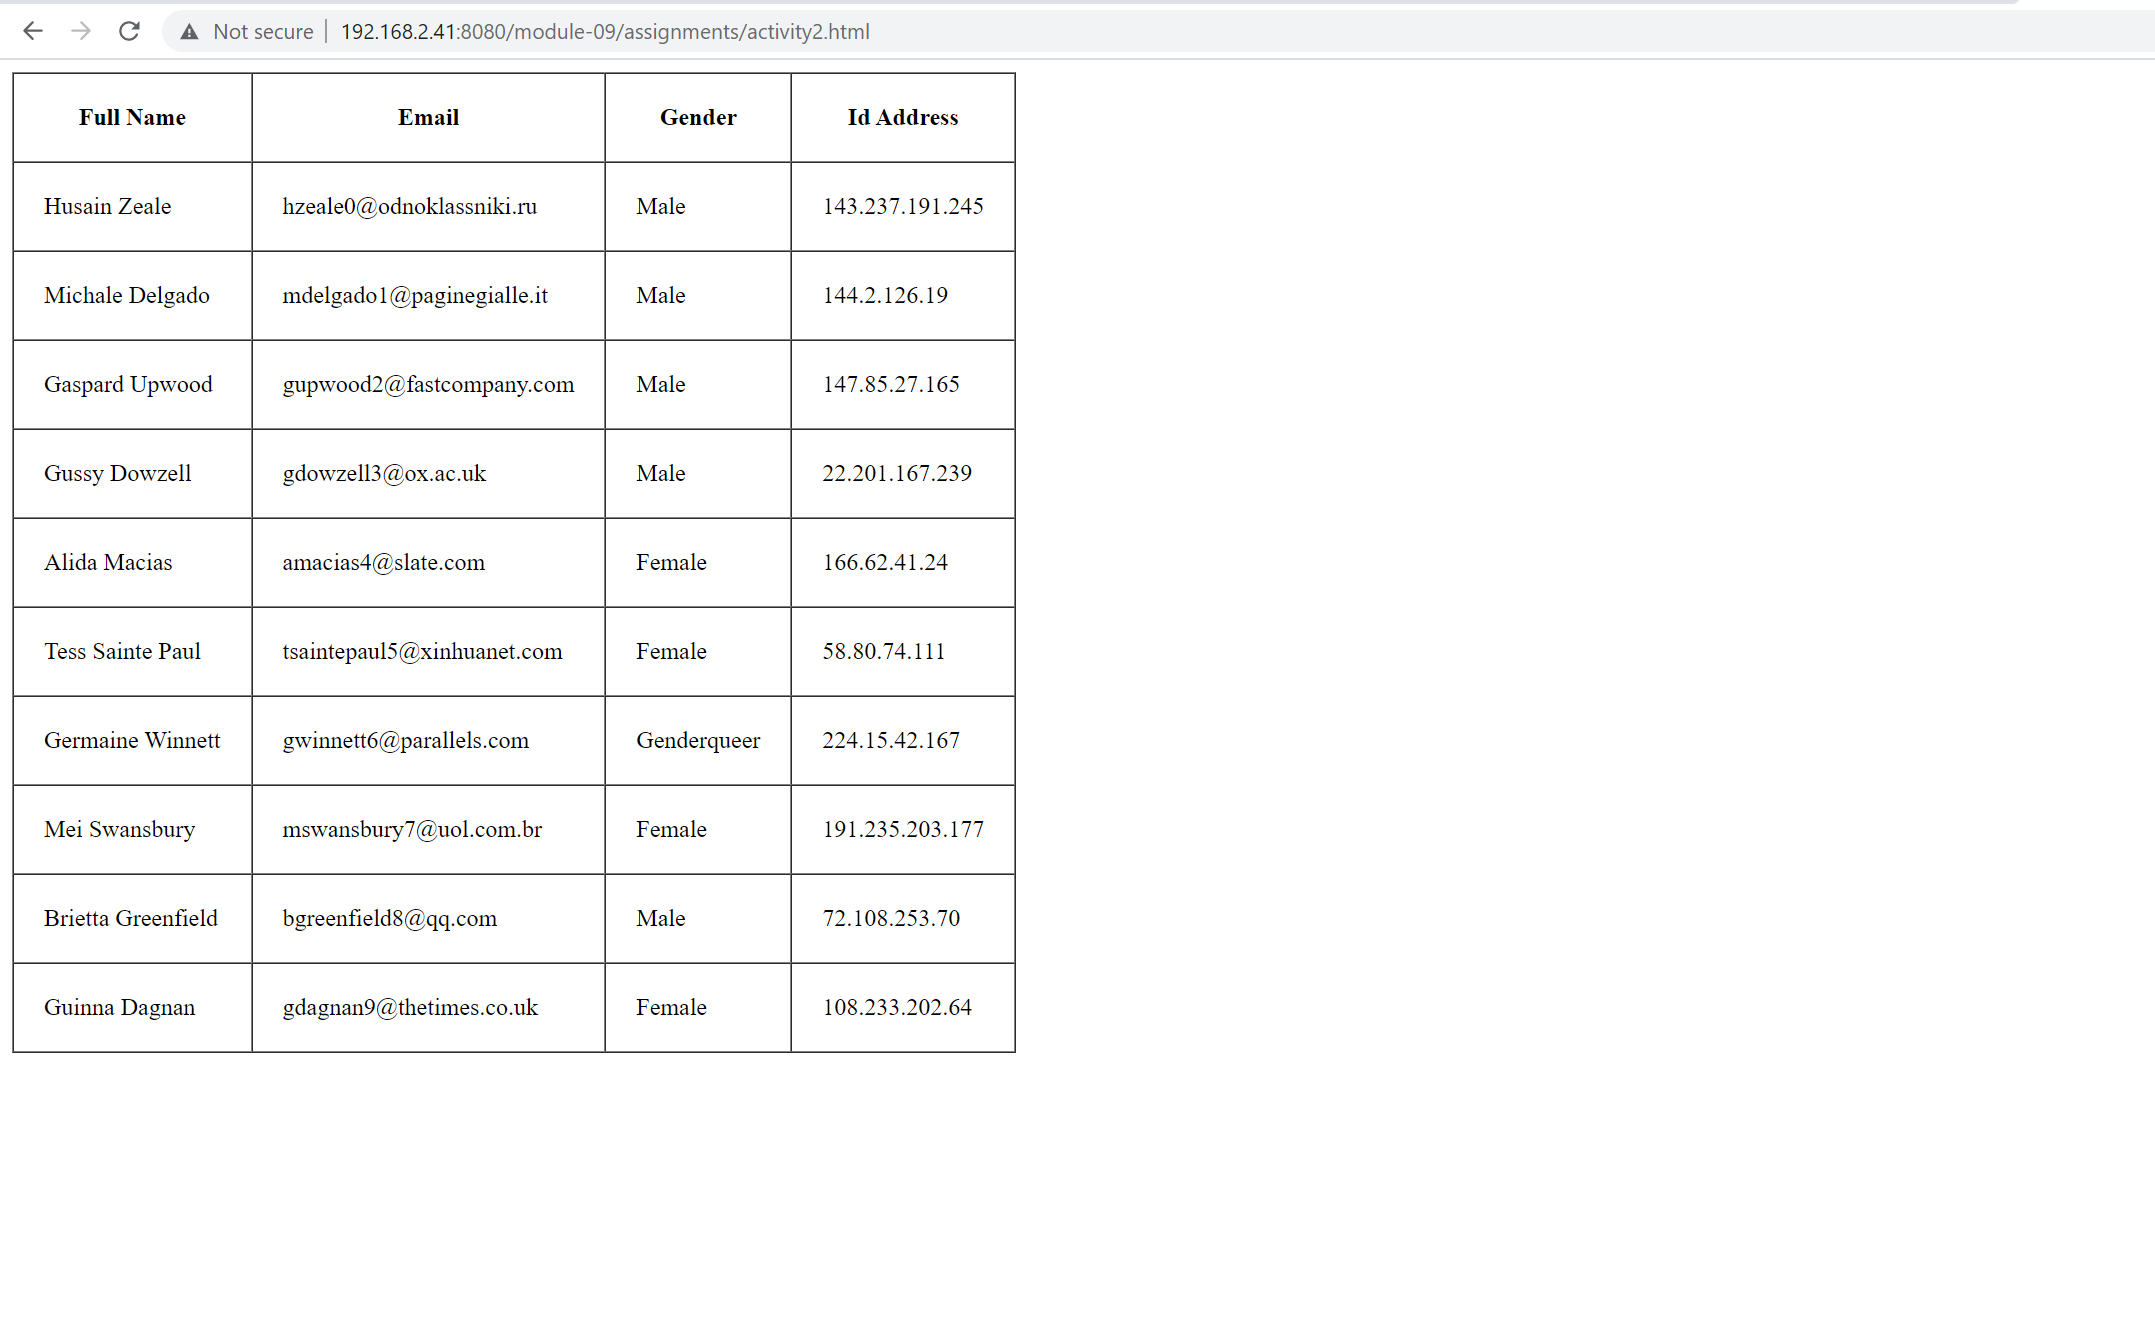 Not secure | 192.168.2.41:8080/module-09/assignments/activity2.html
Full Name Email Gender Id Address
Husain Zeale hzeale0@odnoklassniki.ru Male 143.237.191.245
Michale Delgado mdelgado1@paginegialle.it Male 144.2.126.19
Gaspard Upwood gupwood2@fastcompany.com Male 147.85.27.165
Gussy Dowzell gdowzell3@ox.ac.uk Male 22.201.167.239
Alida Macias amacias4@slate.com Female 166.62.41.24
Tess Sainte Paul tsaintepaul5@xinhuanet.com Female 58.80.74.111
Germaine Winnett gwinnett6@parallels.com Genderqueer 224.15.42.167
Mei Swansbury mswansbury7@uol.com.br Female 191.235.203.177
Brietta Greenfield bgreenfield8@qq.com Male 72.108.253.70
Guinna Dagnan gdagnan9@thetimes.co.uk Female 108.233.202.64